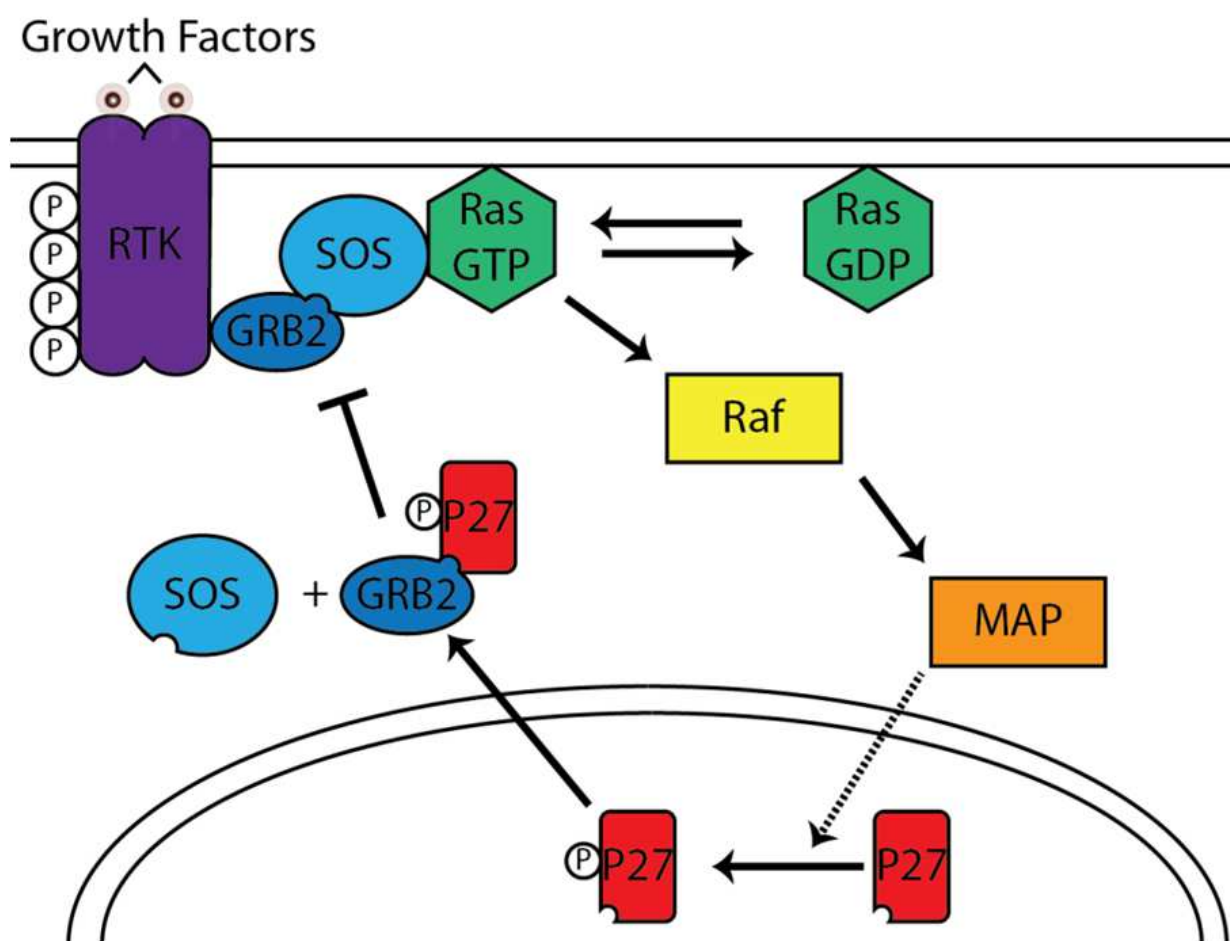 Growth Factors
P
P
P
P
RTK
SOS
GRB2
Ras
GTP
Ras
GDP
Raf
P
P27
SOS
+
GRB2
MAP
P
P27
P27